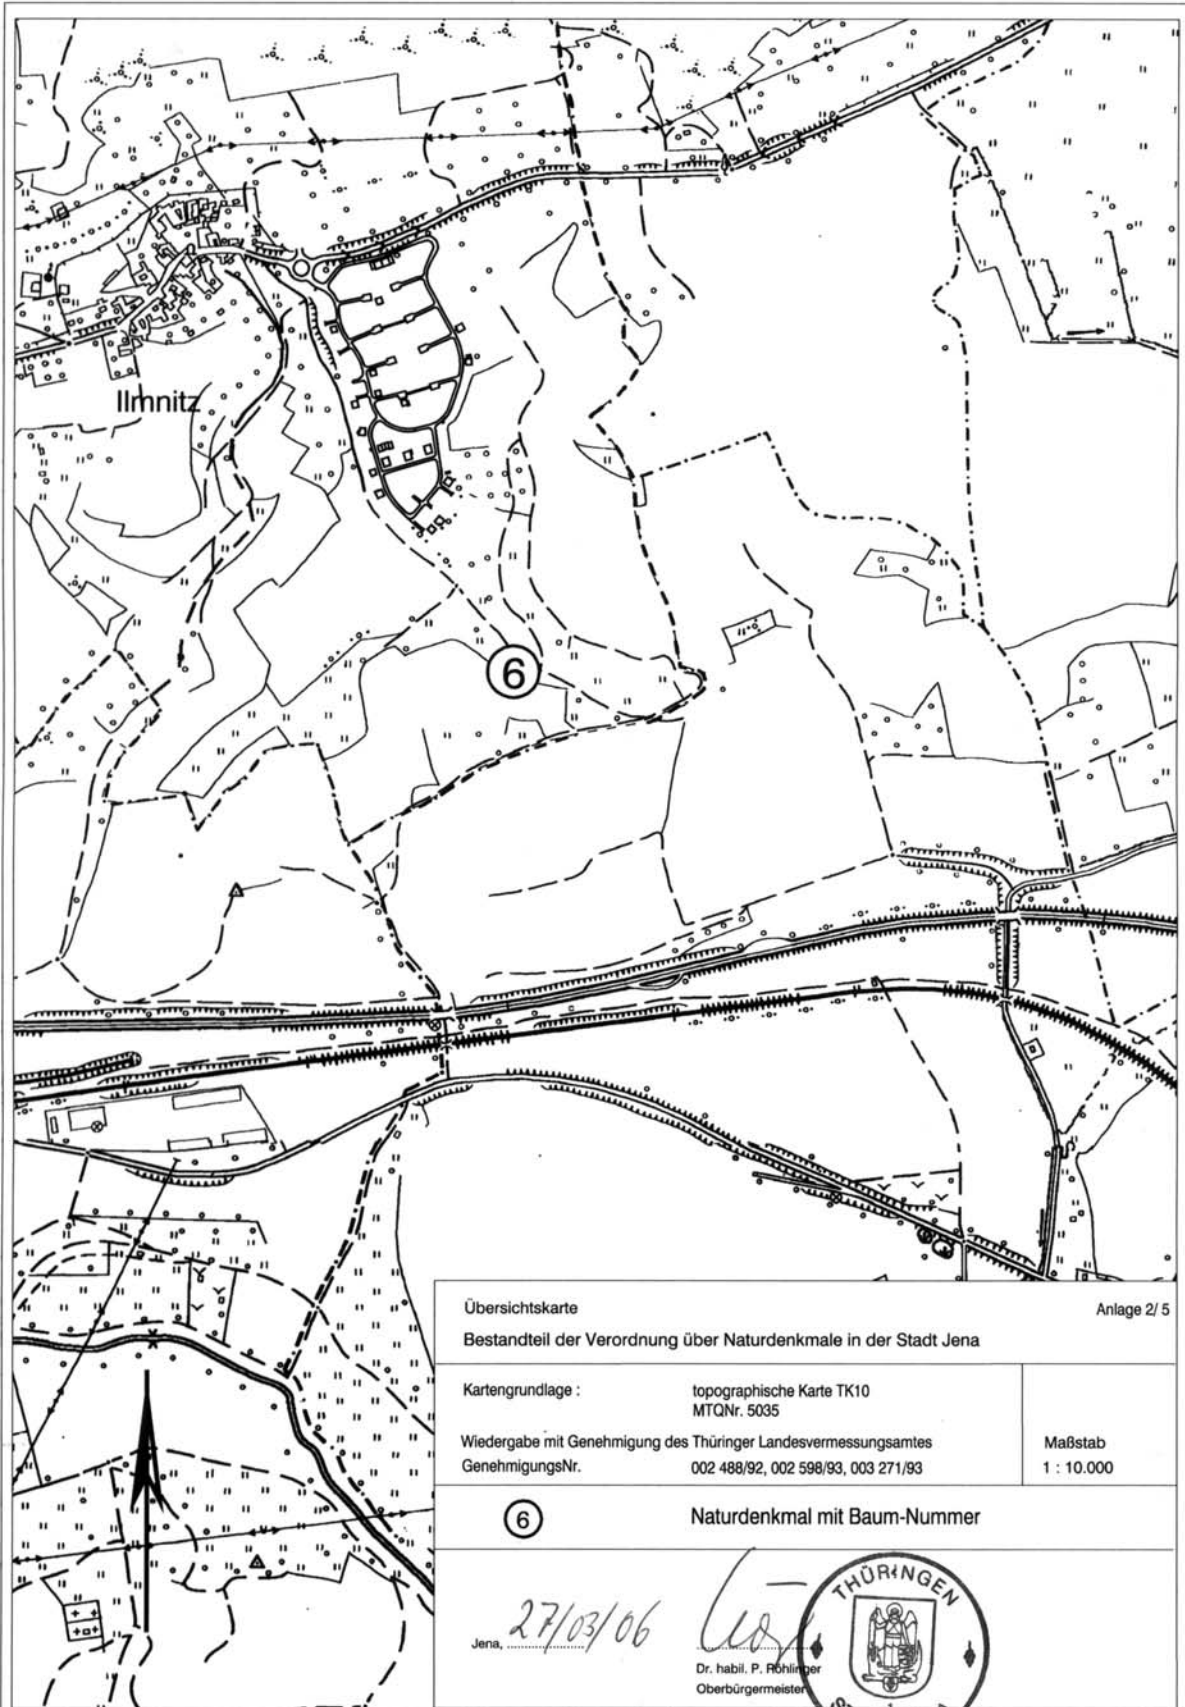 Ilmnitz
6
Übersichtskarte Anlage 2/ 5
Bestandteil der Verordnung über Naturdenkmale in der Stadt Jena
Kartengrundlage : topographische Karte TK10
MTQNr. 5035
Wiedergabe mit Genehmigung des Thüringer Landesvermessungsamtes Maßstab
GenehmigungsNr. 002 488/92, 002 598/93, 003 271/93 1 : 10.000
6 Naturdenkmal mit Baum-Nummer
THÜRINGEN
Jena, 27/03/06
Dr. habil. P. Röhlinger
Oberbürgermeister